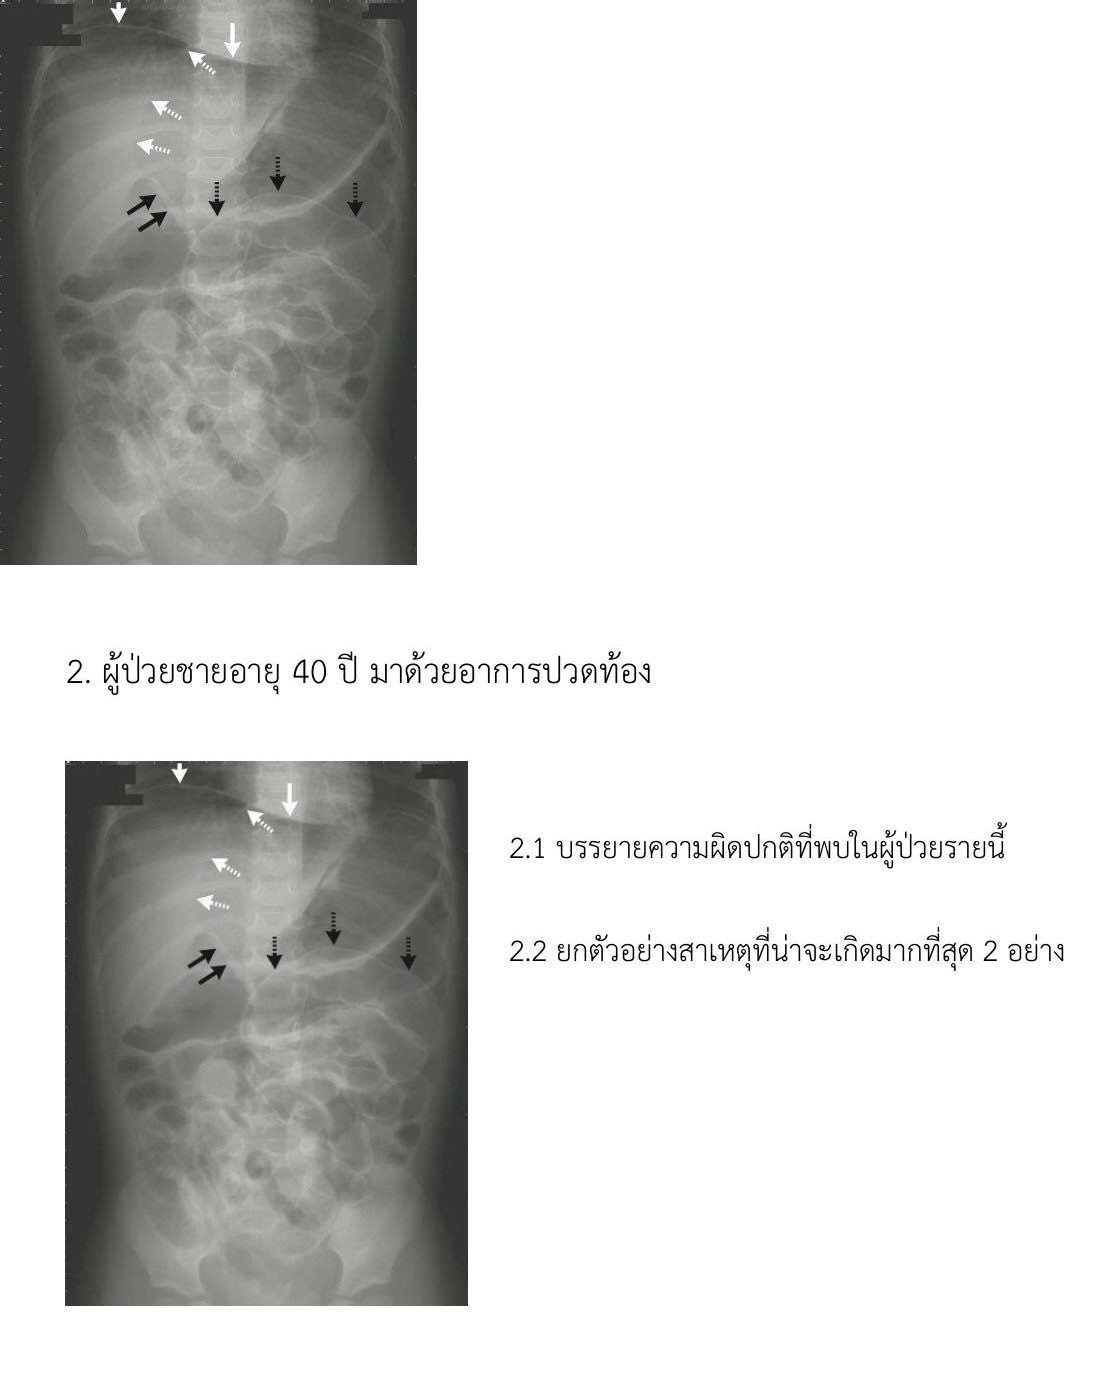 2. ผู้ป่วยชายอายุ 40 ปี มาด้วยอาการปวดท้อง
2.1 บรรยายความผิดปกติที่พบในผู้ป่วยรายนี้
2.2 ยกตัวอย่างสาเหตุที่น่าจะเกิดมากที่สุด 2 อย่าง